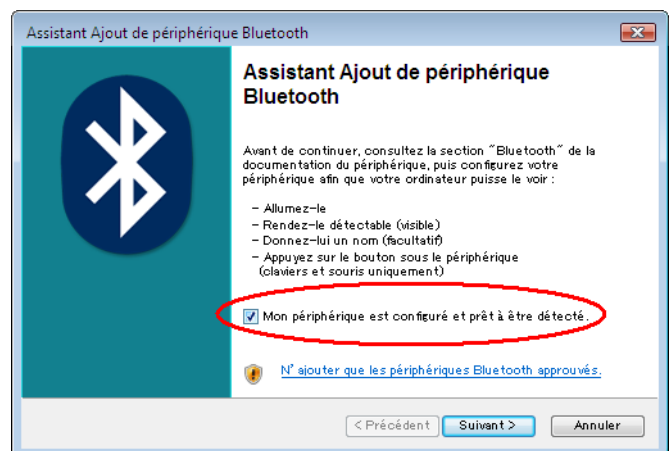 Assistant Ajout de périphérique Bluetooth
Assistant Ajout de périphérique
Bluetooth
Avant de continuer, consultez la section "Bluetooth" de la
documentation du périphérique, puis configurez votre
périphérique afin que votre ordinateur puisse le voir :
- Allumez-le
- Rendez-le détectable (visible)
- Donnez-lui un nom (facultatif)
- Appuyez sur le bouton sous le périphérique
(claviers et souris uniquement)
Mon périphérique est configuré et prêt à être détecté.
N'ajouter que les périphériques Bluetooth approuvés.
< Précédent Suivant > Annuler